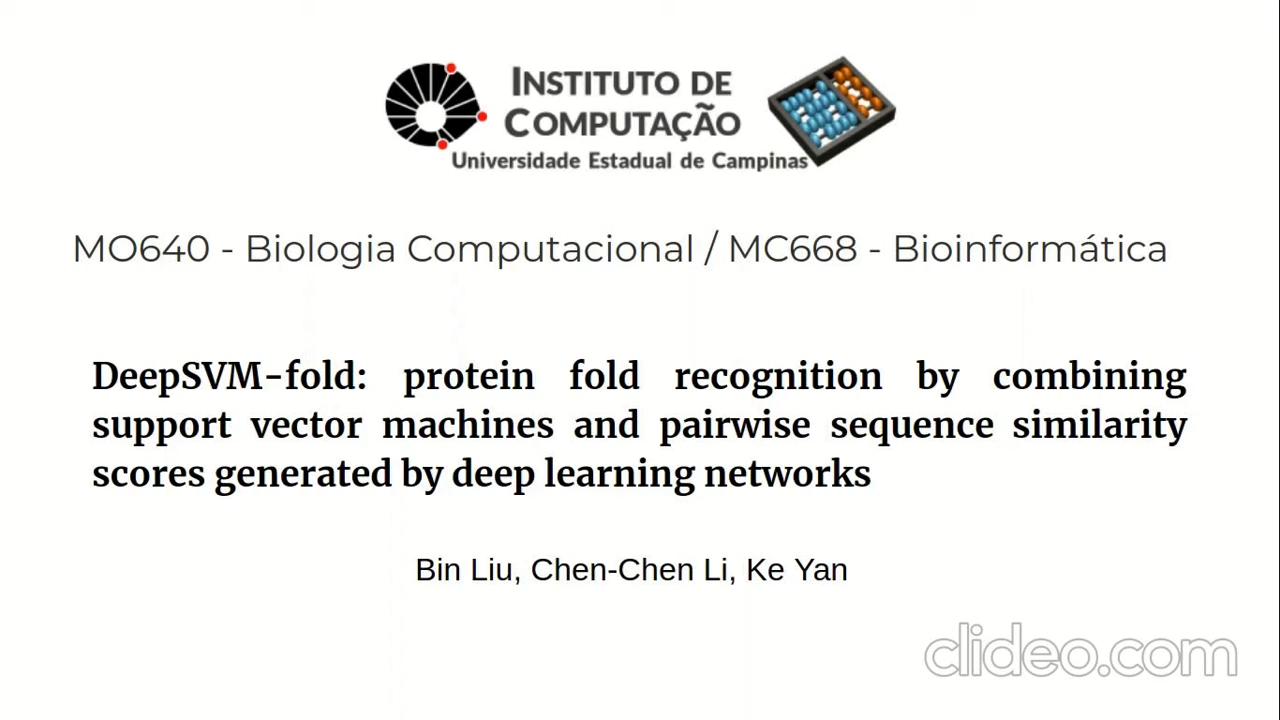 INSTITUTO DE
COMPUTAÇÃO
Universidade Estadual de Campinas
MO640 - Biologia Computacional / MC668 - Bioinformática
DeepSVM-fold: protein fold recognition by combining
support vector machines and pairwise sequence similarity
scores generated by deep learning networks
Bin Liu, Chen-Chen Li, Ke Yan
clideo.com